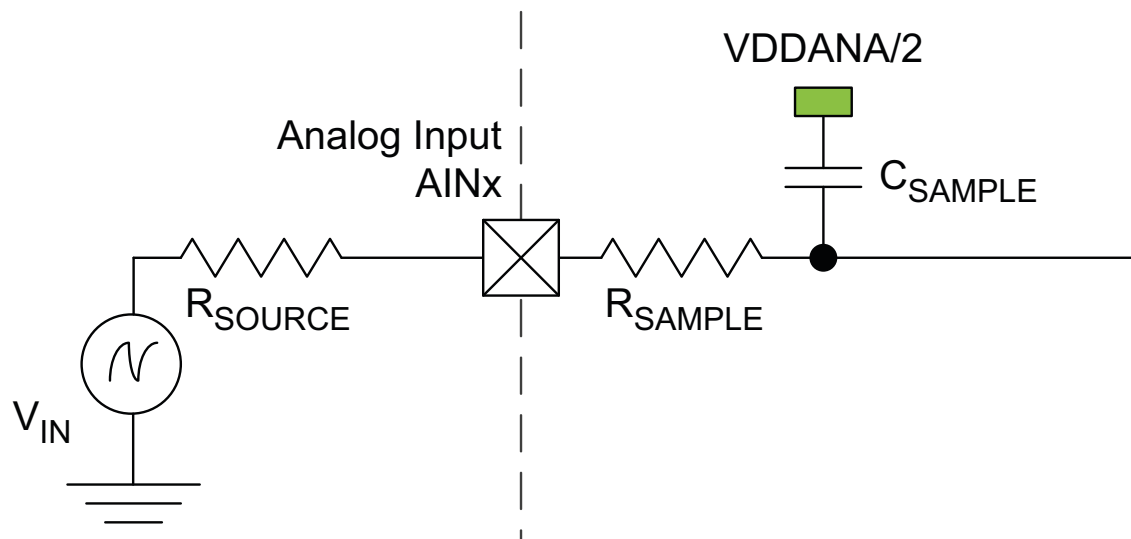 VDDANA/2
Analog Input
AINx
CSAMPLE
RSOURCE
RSAMPLE
VIN